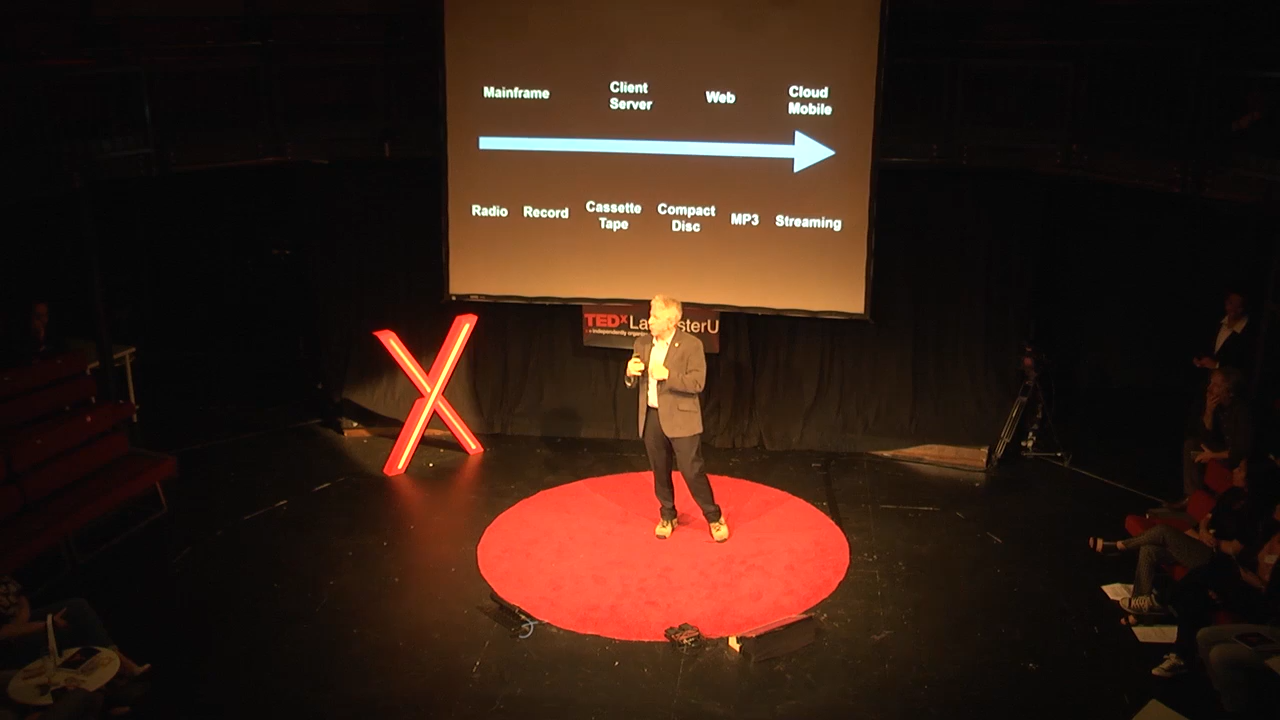 Mainframe
Client
Server
Web
Cloud
Mobile
Radio
Record
Cassette
Tape
Compact
Disc
MP3
Streaming
X
TEDx